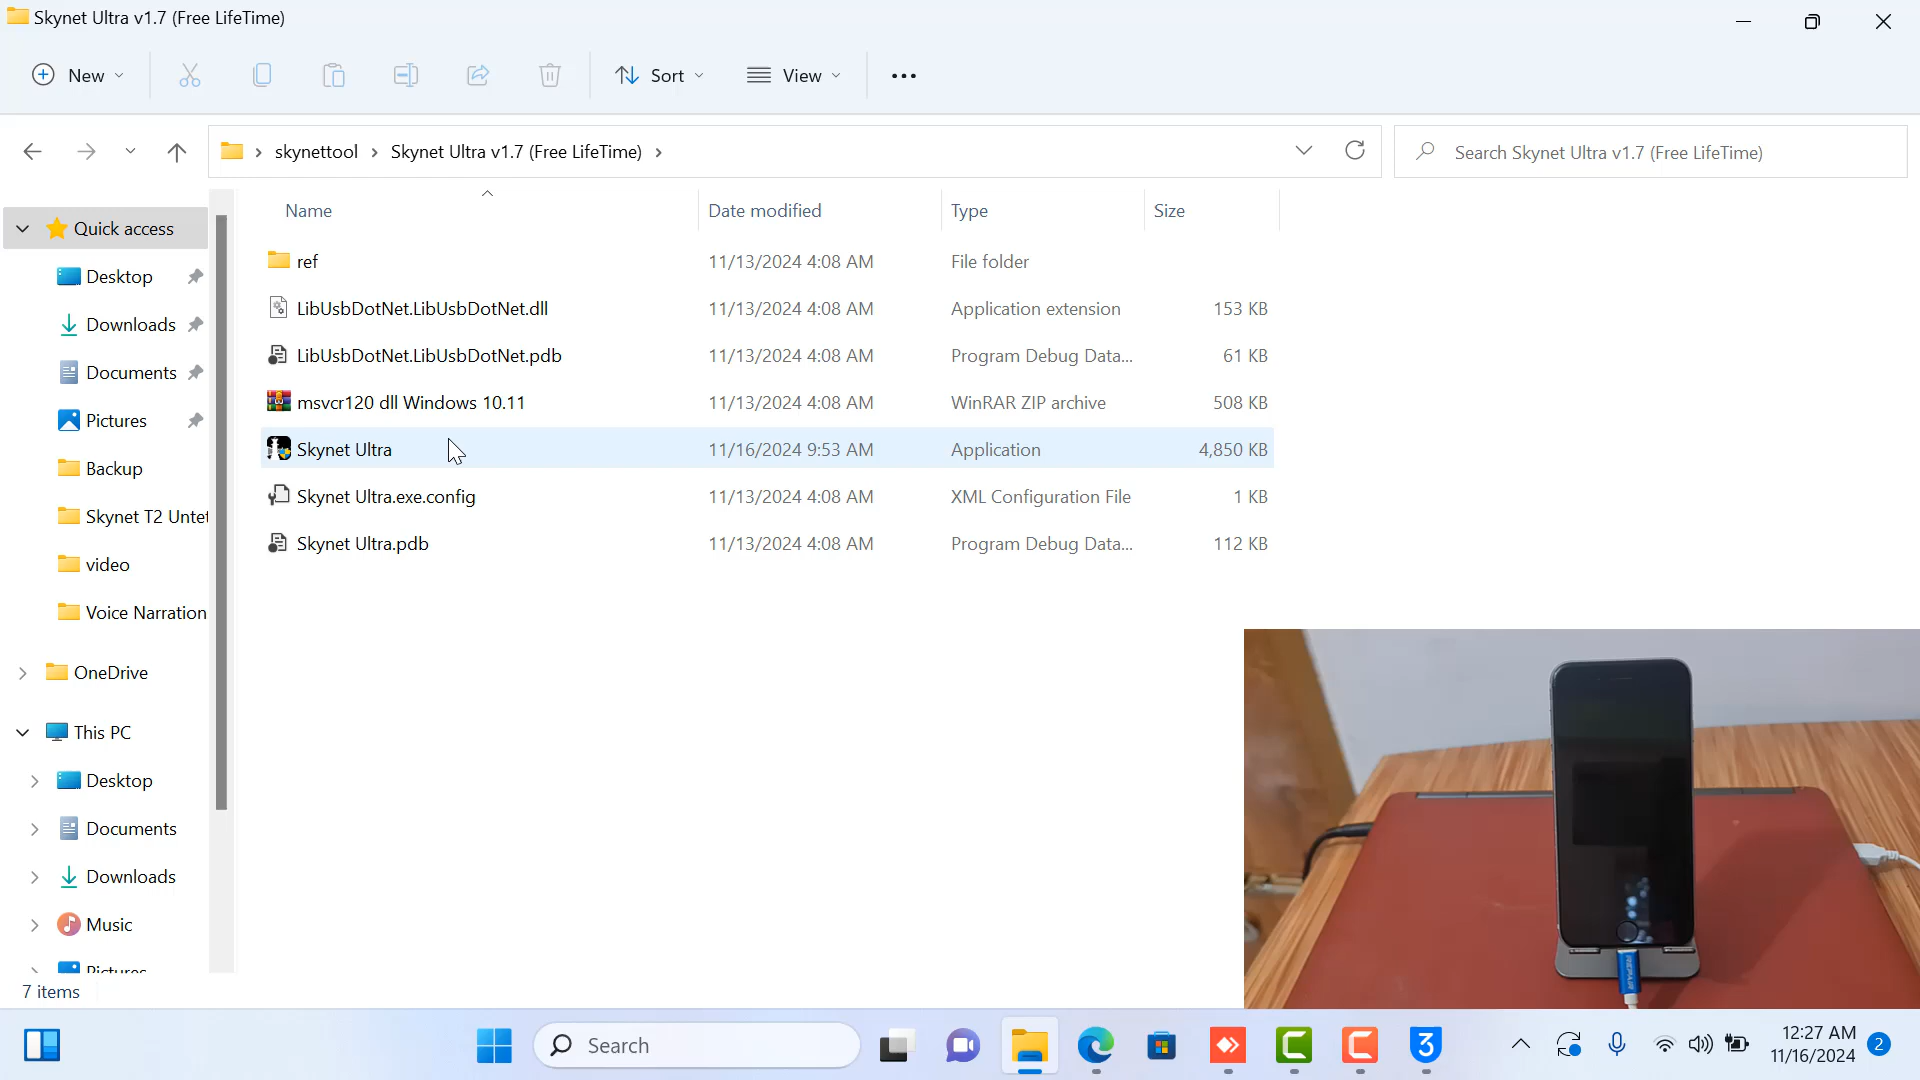 Skynet Ultra v1.7 (Free LifeTime)
New
Sort
View
skynettool > Skynet Ultra v1.7 (Free LifeTime) >
Search Skynet Ultra v1.7 (Free LifeTime)
Name Date modified Type Size
ref 11/13/2024 4:08 AM File folder
LibUsbDotNet.LibUsbDotNet.dll 11/13/2024 4:08 AM Application extension 153 KB
LibUsbDotNet.LibUsbDotNet.pdb 11/13/2024 4:08 AM Program Debug Data... 61 KB
msvcr120 dll Windows 10.11 11/13/2024 4:08 AM WinRAR ZIP archive 508 KB
Skynet Ultra 11/16/2024 9:53 AM Application 4,850 KB
Skynet Ultra.exe.config 11/13/2024 4:08 AM XML Configuration File 1 KB
Skynet Ultra.pdb 11/13/2024 4:08 AM Program Debug Data... 112 KB
Quick access
Desktop
Downloads
Documents
Pictures
Backup
Skynet T2 Untet
video
Voice Narration
OneDrive
This PC
Desktop
Documents
Downloads
Music
Pictures
7 items
REPAIR
Search
3
12:27 AM
11/16/2024
2